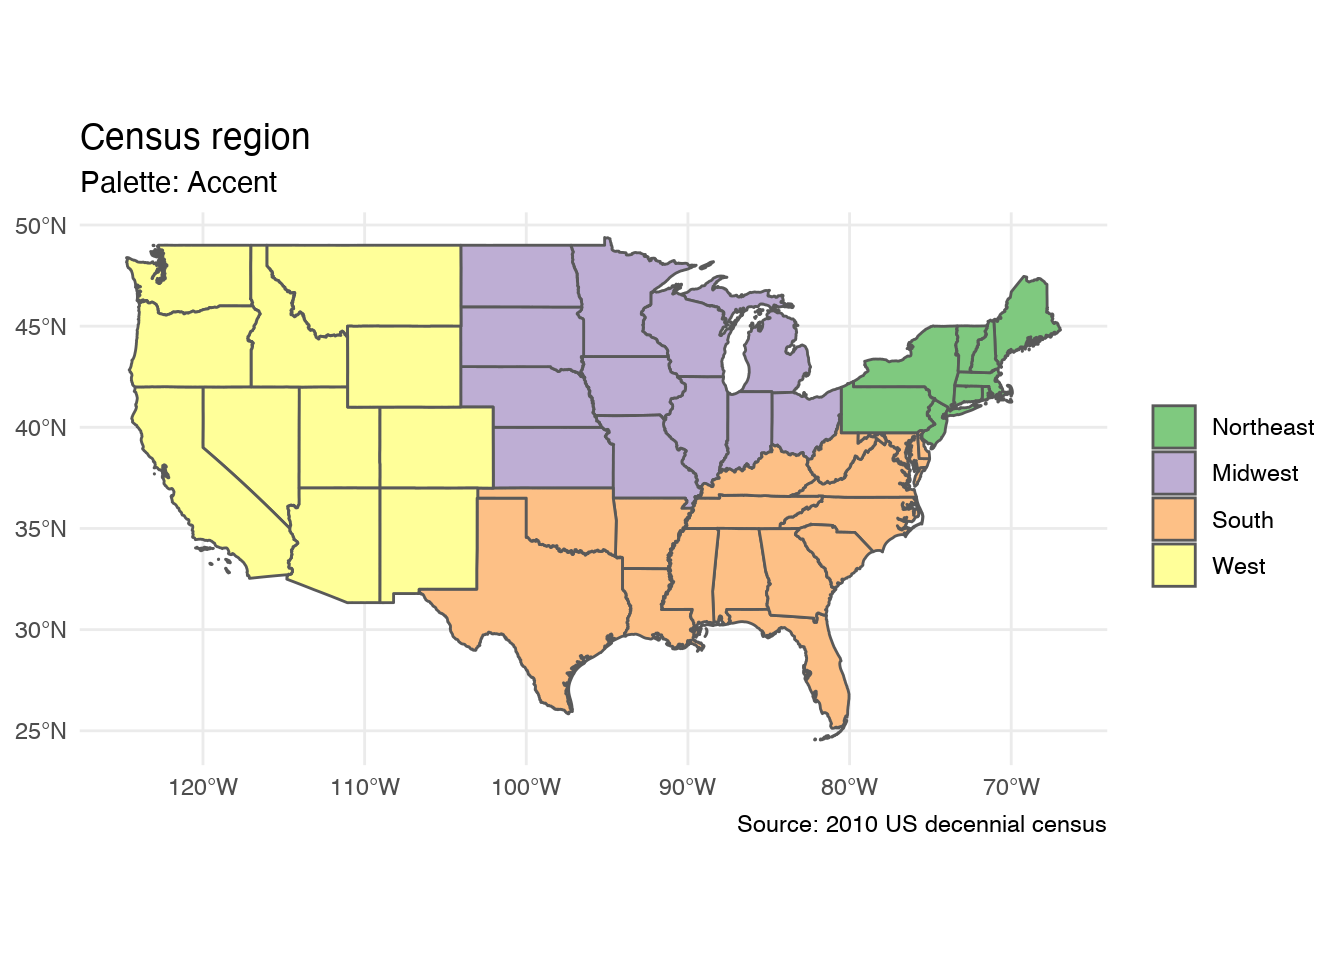 Census region
Palette: Accent
50°N
45°N
40°N
35°N
30°N
25°N
120°W
110°W
100°W
90°W
80°W
70°W
Northeast
Midwest
South
West
Source: 2010 US decennial census